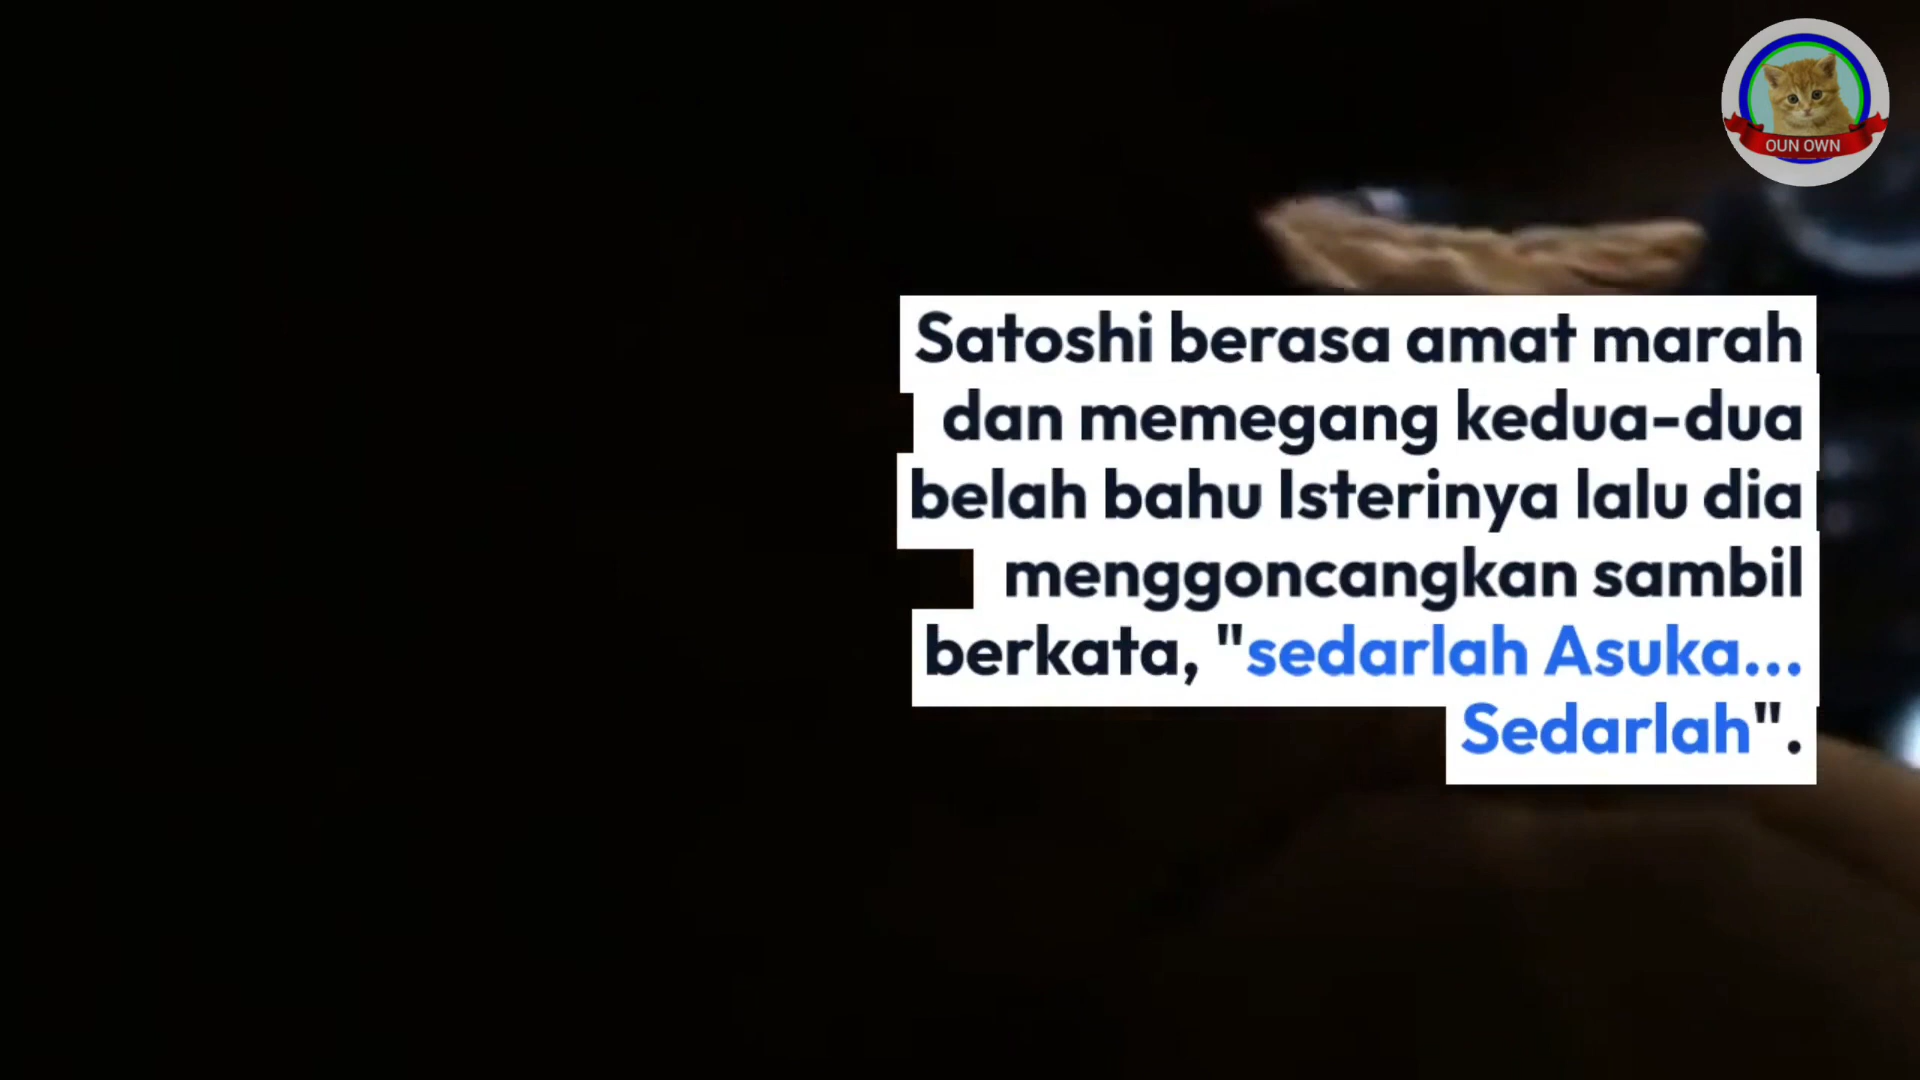 OUN OWN
Satoshi berasa amat marah
dan memegang kedua-dua
belah bahu Isterinya lalu dia
menggoncangkan sambil
berkata, "sedarlah Asuka...
Sedarlah".